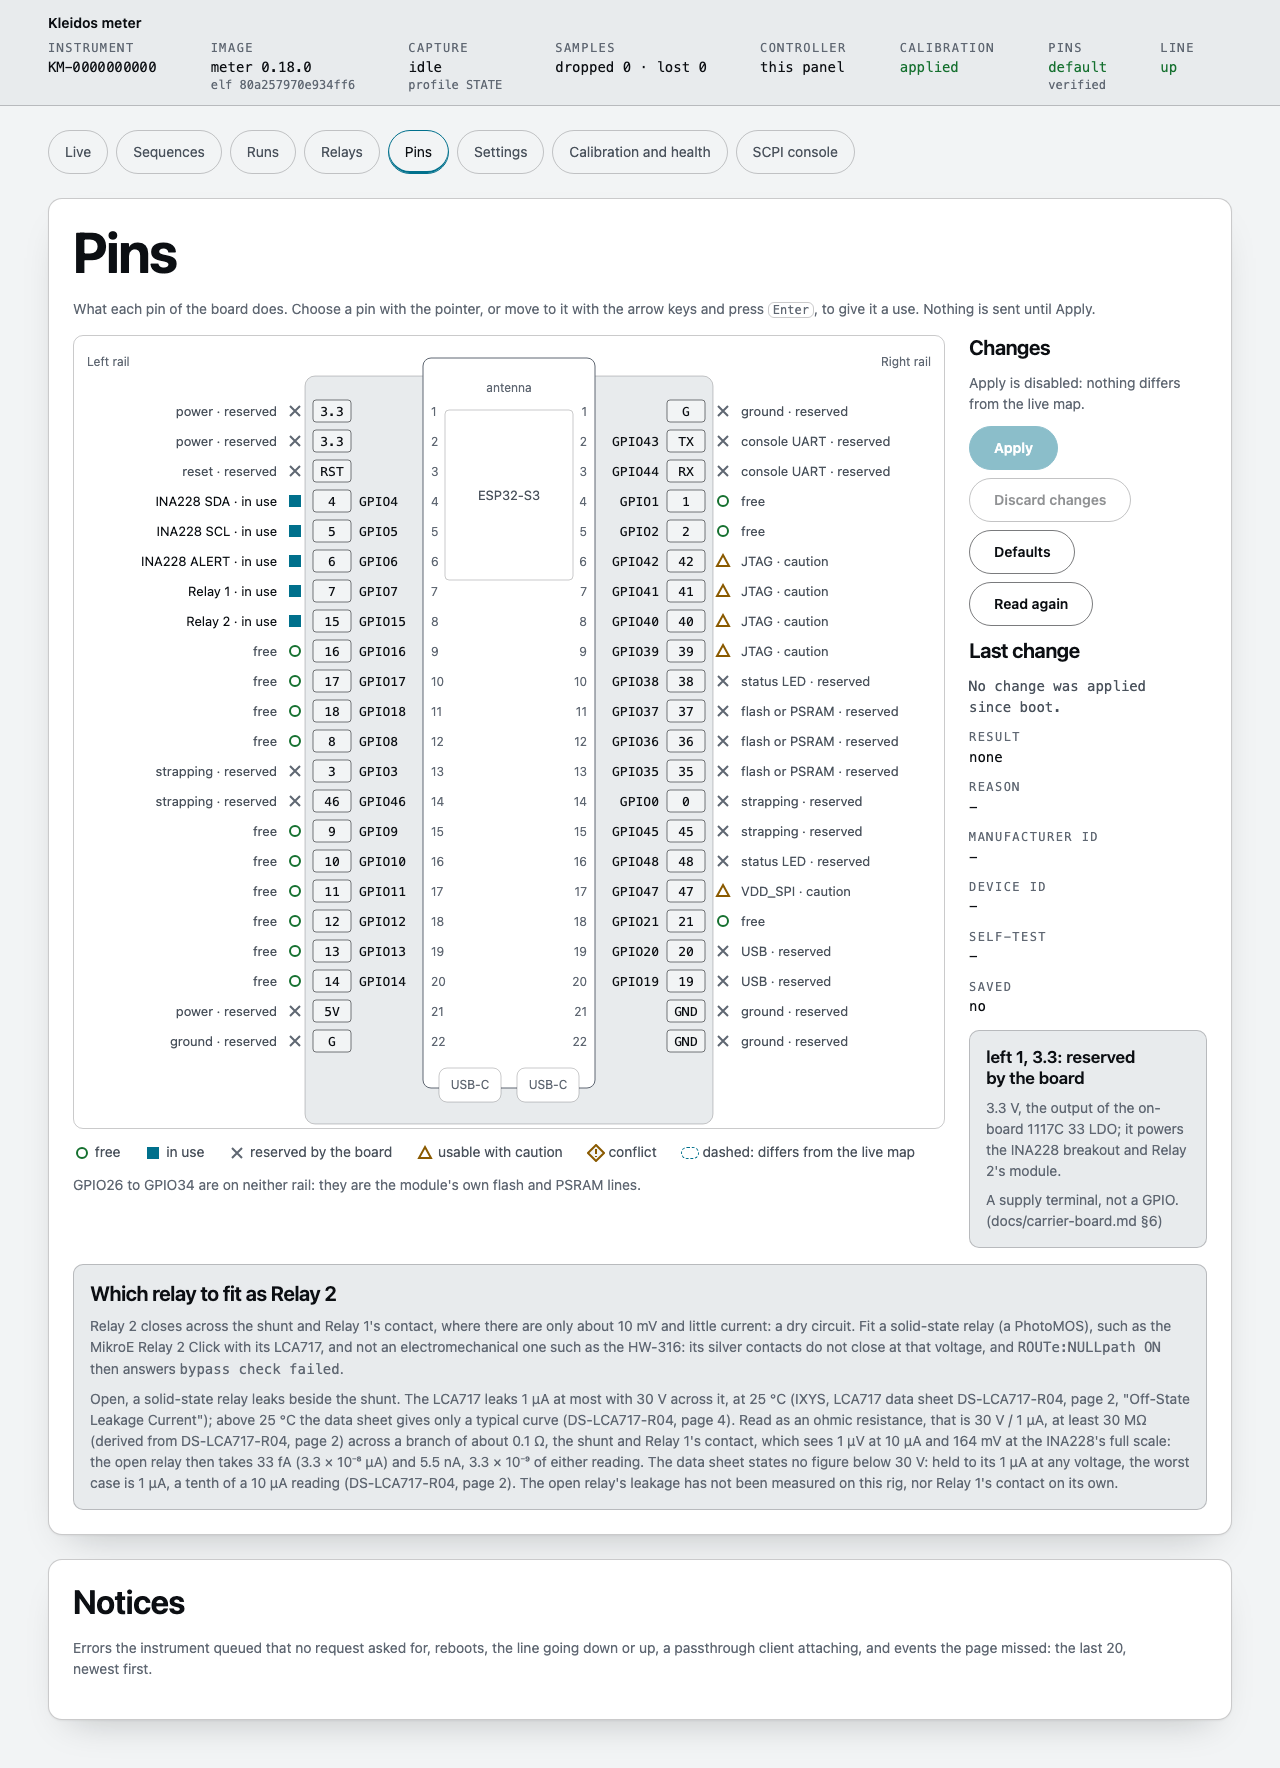 Kleidos meter
INSTRUMENT
KM-0000000000
IMAGE
meter 0.18.0
elf 80a257970e934ff6
CAPTURE
idle
profile STATE
SAMPLES
dropped 0 · lost 0
CONTROLLER
this panel
CALIBRATION
applied
PINS
default
verified
LINE
up
Live
Sequences
Runs
Relays
Pins
Settings
Calibration and health
SCPI console
Pins
What each pin of the board does. Choose a pin with the pointer, or move to it with the arrow keys and press Enter, to give it a use. Nothing is sent until Apply.
Left rail
Right rail
antenna
ESP32-S3
power · reserved 3.3 1
power · reserved 3.3 2
reset · reserved RST 3
INA228 SDA · in use 4 GPIO4 4
INA228 SCL · in use 5 GPIO5 5
INA228 ALERT · in use 6 GPIO6 6
Relay 1 · in use 7 GPIO7 7
Relay 2 · in use 15 GPIO15 8
free 16 GPIO16 9
free 17 GPIO17 10
free 18 GPIO18 11
free 8 GPIO8 12
strapping · reserved 3 GPIO3 13
strapping · reserved 46 GPIO46 14
free 9 GPIO9 15
free 10 GPIO10 16
free 11 GPIO11 17
free 12 GPIO12 18
free 13 GPIO13 19
free 14 GPIO14 20
power · reserved 5V 21
ground · reserved G 22
1 G ground · reserved
2 GPIO43 TX console UART · reserved
3 GPIO44 RX console UART · reserved
4 GPIO1 1 free
5 GPIO2 2 free
6 GPIO42 42 JTAG · caution
7 GPIO41 41 JTAG · caution
8 GPIO40 40 JTAG · caution
9 GPIO39 39 JTAG · caution
10 GPIO38 38 status LED · reserved
11 GPIO37 37 flash or PSRAM · reserved
12 GPIO36 36 flash or PSRAM · reserved
13 GPIO35 35 flash or PSRAM · reserved
14 GPIO0 0 strapping · reserved
15 GPIO45 45 strapping · reserved
16 GPIO48 48 status LED · reserved
17 GPIO47 47 VDD_SPI · caution
18 GPIO21 21 free
19 GPIO20 20 USB · reserved
20 GPIO19 19 USB · reserved
21 GND ground · reserved
22 GND ground · reserved
USB-C
USB-C
free
in use
reserved by the board
usable with caution
conflict
dashed: differs from the live map
GPIO26 to GPIO34 are on neither rail: they are the module's own flash and PSRAM lines.
Changes
Apply is disabled: nothing differs
from the live map.
Apply
Discard changes
Defaults
Read again
Last change
No change was applied
since boot.
RESULT
none
REASON
–
MANUFACTURER ID
–
DEVICE ID
–
SELF-TEST
–
SAVED
no
left 1, 3.3: reserved
by the board
3.3 V, the output of the on-
board 1117C 33 LDO; it powers
the INA228 breakout and Relay
2's module.
A supply terminal, not a GPIO.
(docs/carrier-board.md §6)
Which relay to fit as Relay 2
Relay 2 closes across the shunt and Relay 1's contact, where there are only about 10 mV and little current: a dry circuit. Fit a solid-state relay (a PhotoMOS), such as the
MikroE Relay 2 Click with its LCA717, and not an electromechanical one such as the HW-316: its silver contacts do not close at that voltage, and ROUTe:NULLpath ON
then answers bypass check failed.
Open, a solid-state relay leaks beside the shunt. The LCA717 leaks 1 µA at most with 30 V across it, at 25 °C (IXYS, LCA717 data sheet DS-LCA717-R04, page 2, "Off-State
Leakage Current"); above 25 °C the data sheet gives only a typical curve (DS-LCA717-R04, page 4). Read as an ohmic resistance, that is 30 V / 1 µA, at least 30 MΩ
(derived from DS-LCA717-R04, page 2) across a branch of about 0.1 Ω, the shunt and Relay 1's contact, which sees 1 µV at 10 µA and 164 mV at the INA228's full scale:
the open relay then takes 33 fA (3.3 × 10⁻⁸ µA) and 5.5 nA, 3.3 × 10⁻⁹ of either reading. The data sheet states no figure below 30 V: held to its 1 µA at any voltage, the worst
case is 1 µA, a tenth of a 10 µA reading (DS-LCA717-R04, page 2). The open relay's leakage has not been measured on this rig, nor Relay 1's contact on its own.
Notices
Errors the instrument queued that no request asked for, reboots, the line going down or up, a passthrough client attaching, and events the page missed: the last 20,
newest first.